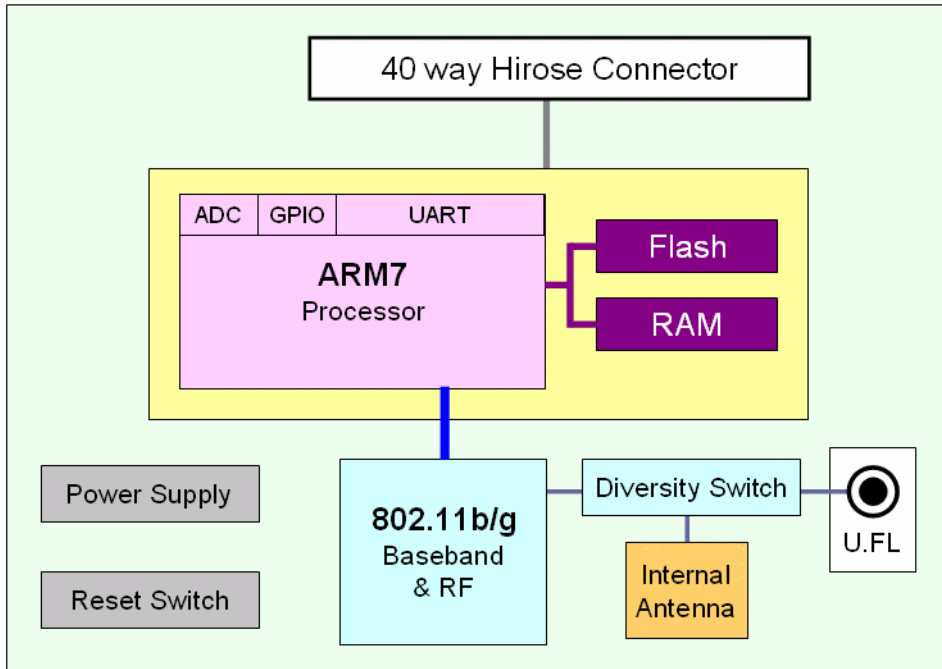 40 way Hirose Connector
ADC GPIO UART
ARM7
Processor
Flash
RAM
Power Supply
Reset Switch
802.11b/g
Baseband
& RF
Diversity Switch
Internal
Antenna
U.FL